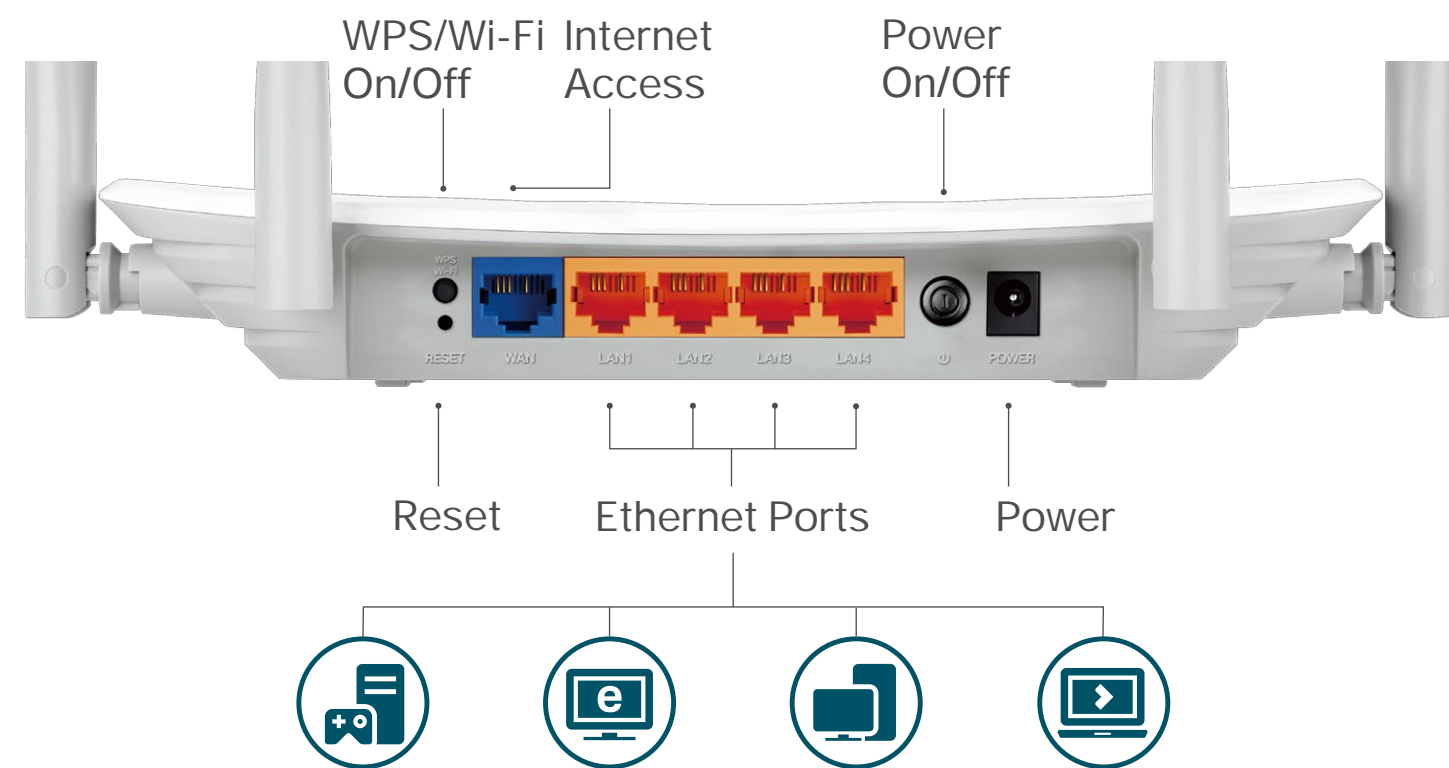 WPS/Wi-Fi
On/Off
Internet
Access
Power
On/Off
WPS
Wi-Fi
RESET
WAN
LAN1
LAN2
LAN3
LAN4
POWER
Reset
Ethernet Ports
Power
e